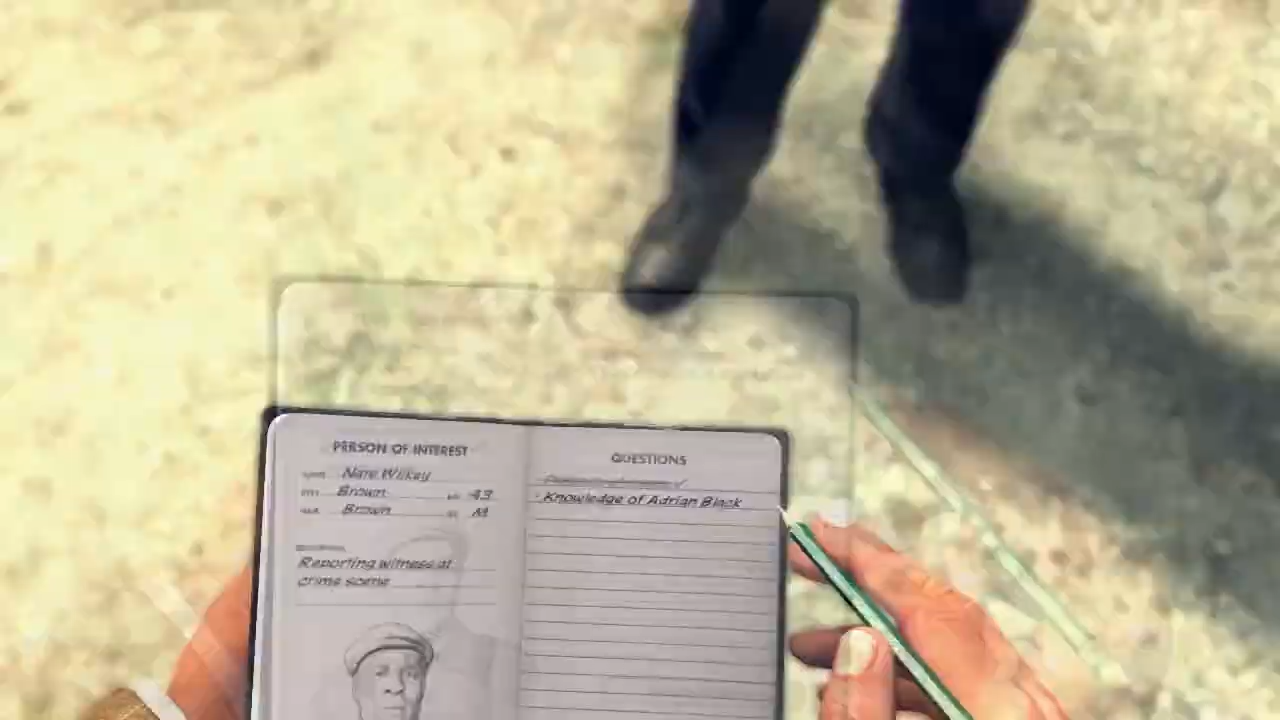 PERSON OF INTEREST
Nate Wilkey
Brown 43
Brown M
Reporting witness at
crime scene
QUESTIONS
Knowledge of Adrian Black